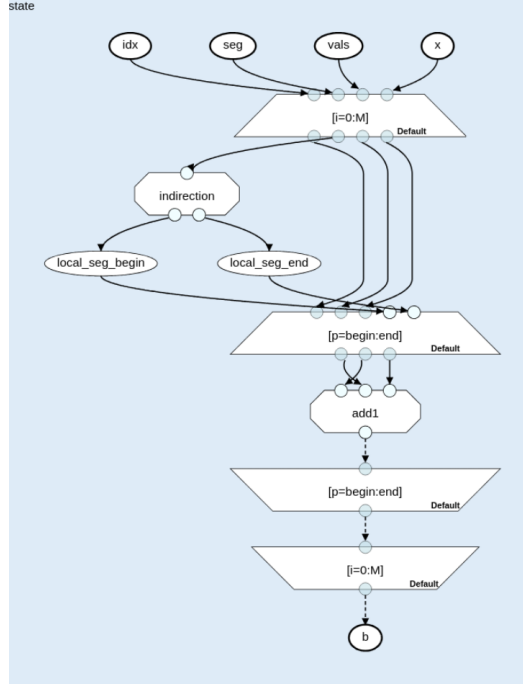 state
idx seg vals x
[i=0:M]
Default
indirection
local_seg_begin local_seg_end
[p=begin:end]
Default
add1
[p=begin:end]
Default
[i=0:M]
Default
b